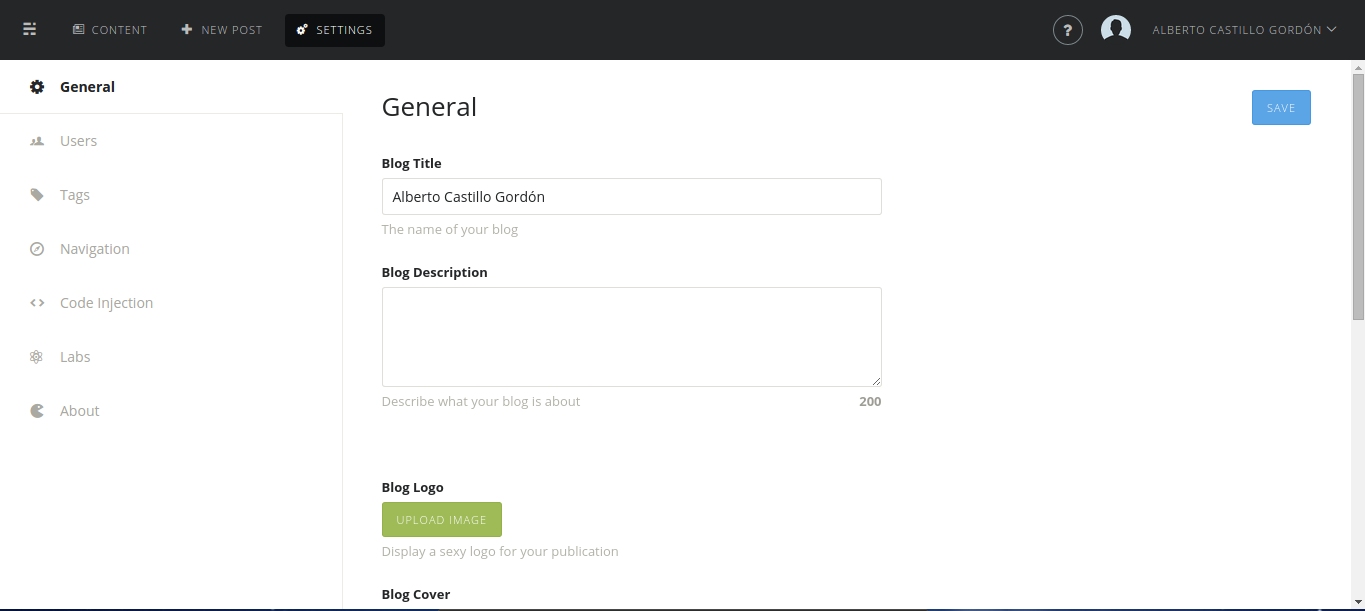 CONTENT
NEW POST
SETTINGS
?
ALBERTO CASTILLO GORDÓN
General
Users
Tags
Navigation
Code Injection
Labs
About
General
SAVE
Blog Title
Alberto Castillo Gordón
The name of your blog
Blog Description
Describe what your blog is about
200
Blog Logo
UPLOAD IMAGE
Display a sexy logo for your publication
Blog Cover